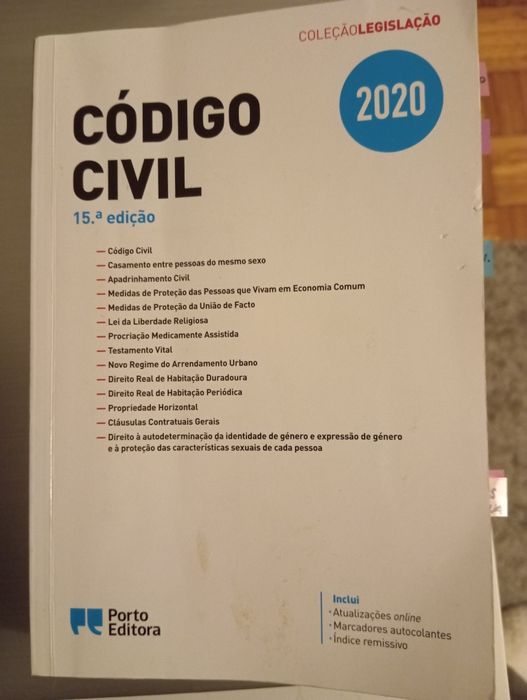 COLEÇÃOLEGISLAÇÃO
2020
CÓDIGO
CIVIL
15.ª edição
— Código Civil
— Casamento entre pessoas do mesmo sexo
— Apadrinhamento Civil
— Medidas de Proteção das Pessoas que Vivam em Economia Comum
— Medidas de Proteção da União de Facto
— Lei da Liberdade Religiosa
— Procriação Medicamente Assistida
— Testamento Vital
— Novo Regime do Arrendamento Urbano
— Direito Real de Habitação Duradoura
— Direito Real de Habitação Periódica
— Propriedade Horizontal
— Cláusulas Contratuais Gerais
— Direito à autodeterminação da identidade de género e expressão de género
e à proteção das características sexuais de cada pessoa
Porto
Editora
Inclui
· Atualizações online
· Marcadores autocolantes
· Índice remissivo